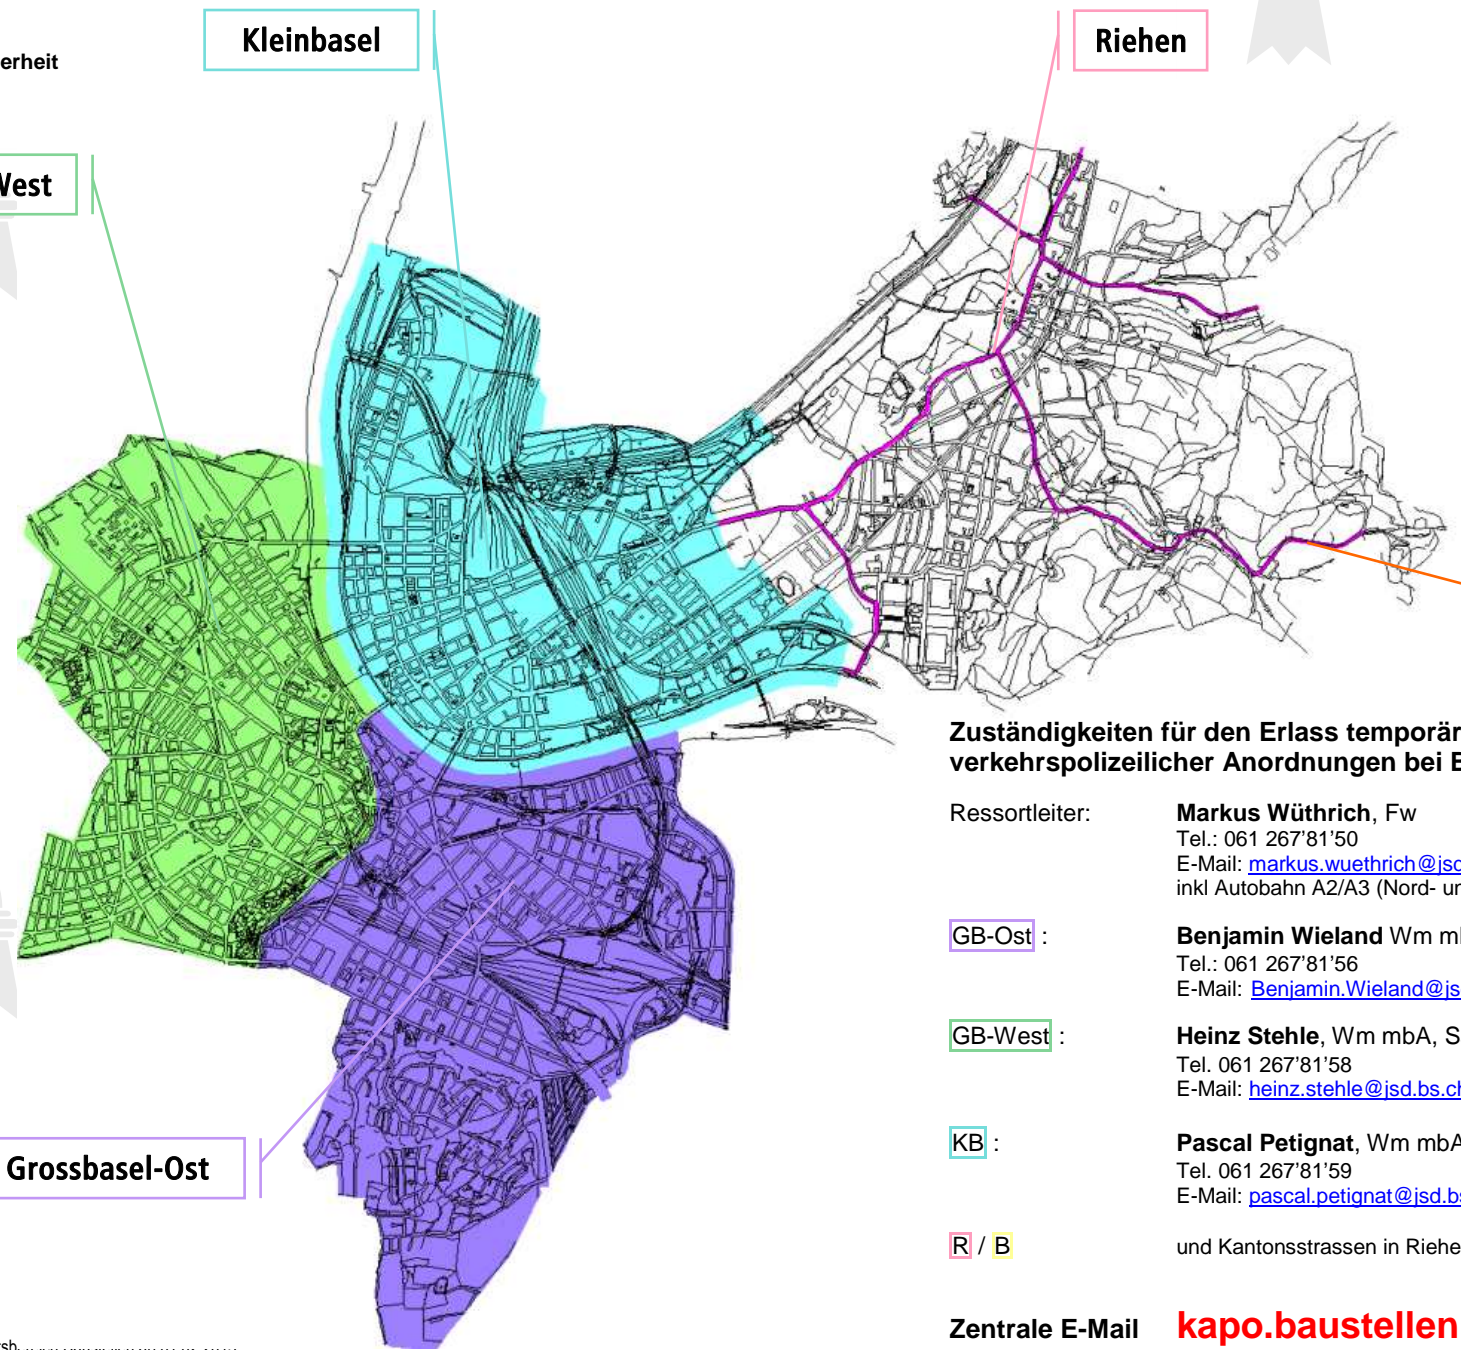 Kleinbasel
Riehen
erheit
West
Grossbasel-Ost
Zuständigkeiten für den Erlass temporär
verkehrspolizeilicher Anordnungen bei
Ressortleiter: Markus Wüthrich, Fw
Tel.: 061 267’81’50
E-Mail: markus.wuethrich@jsd
inkl Autobahn A2/A3 (Nord- un
GB-Ost : Benjamin Wieland Wm m
Tel.: 061 267’81’56
E-Mail: Benjamin.Wieland@js
GB-West : Heinz Stehle, Wm mbA, S
Tel. 061 267’81’58
E-Mail: heinz.stehle@jsd.bs.ch
KB : Pascal Petignat, Wm mbA
Tel. 061 267’81’59
E-Mail: pascal.petignat@jsd.bs
R / B und Kantonsstrassen in Riehe
Zentrale E-Mail kapo.baustellen